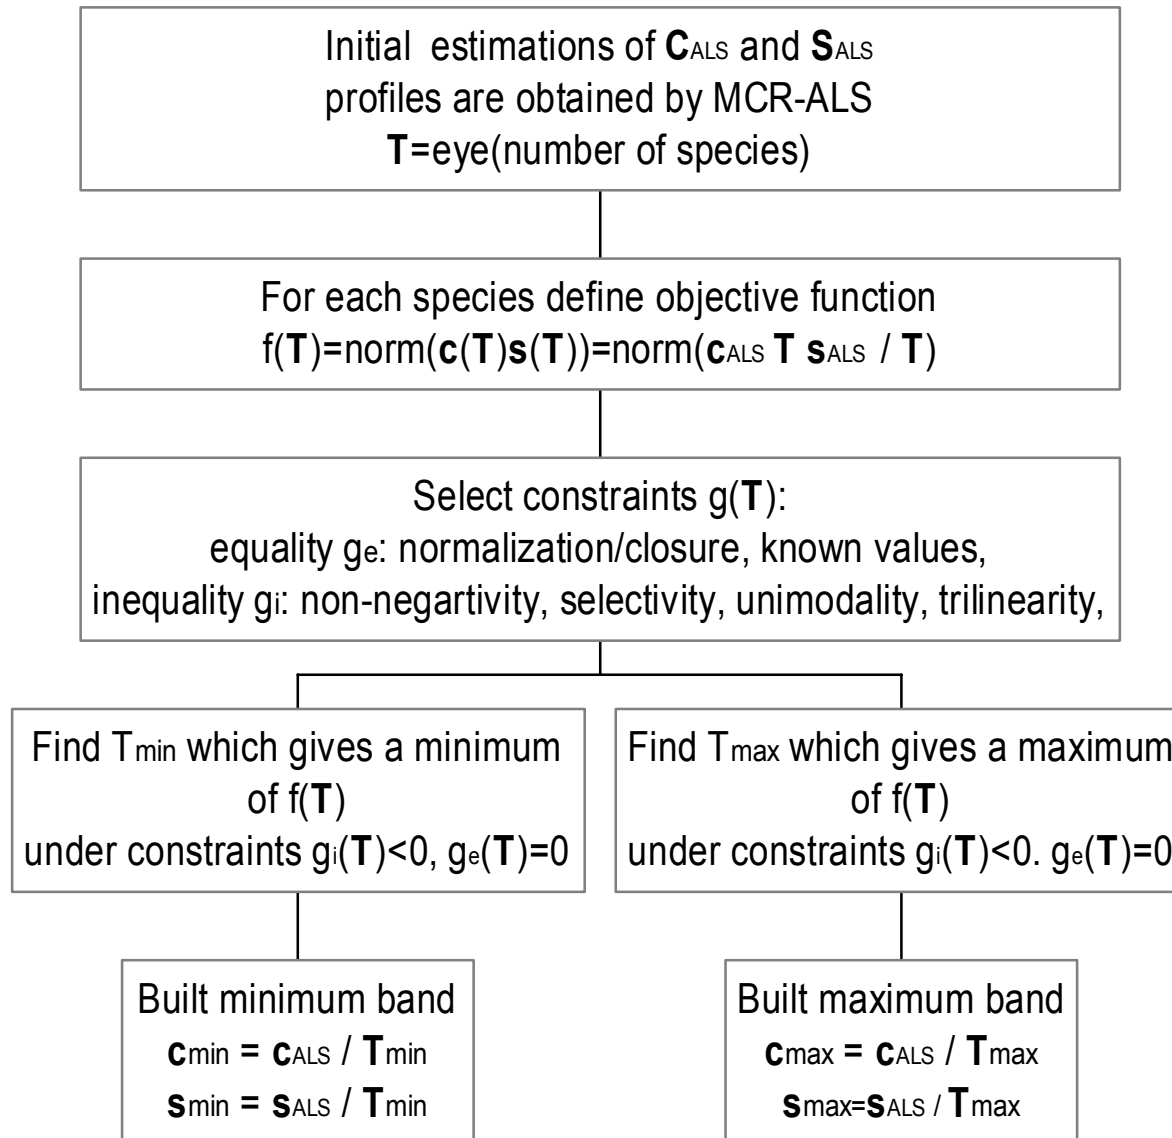 Initial estimations of CALS and SALS
profiles are obtained by MCR-ALS
T=eye(number of species)
For each species define objective function
f(T)=norm(c(T)s(T))=norm(cALS T sALS / T)
Select constraints g(T):
equality ge: normalization/closure, known values,
inequality gi: non-negartivity, selectivity, unimodality, trilinearity,
Find Tmin which gives a minimum
of f(T)
under constraints gi(T)<0, ge(T)=0
Find Tmax which gives a maximum
of f(T)
under constraints gi(T)<0. ge(T)=0
Built minimum band
cmin = cALS / Tmin
smin = sALS / Tmin
Built maximum band
cmax = cALS / Tmax
smax=sALS / Tmax